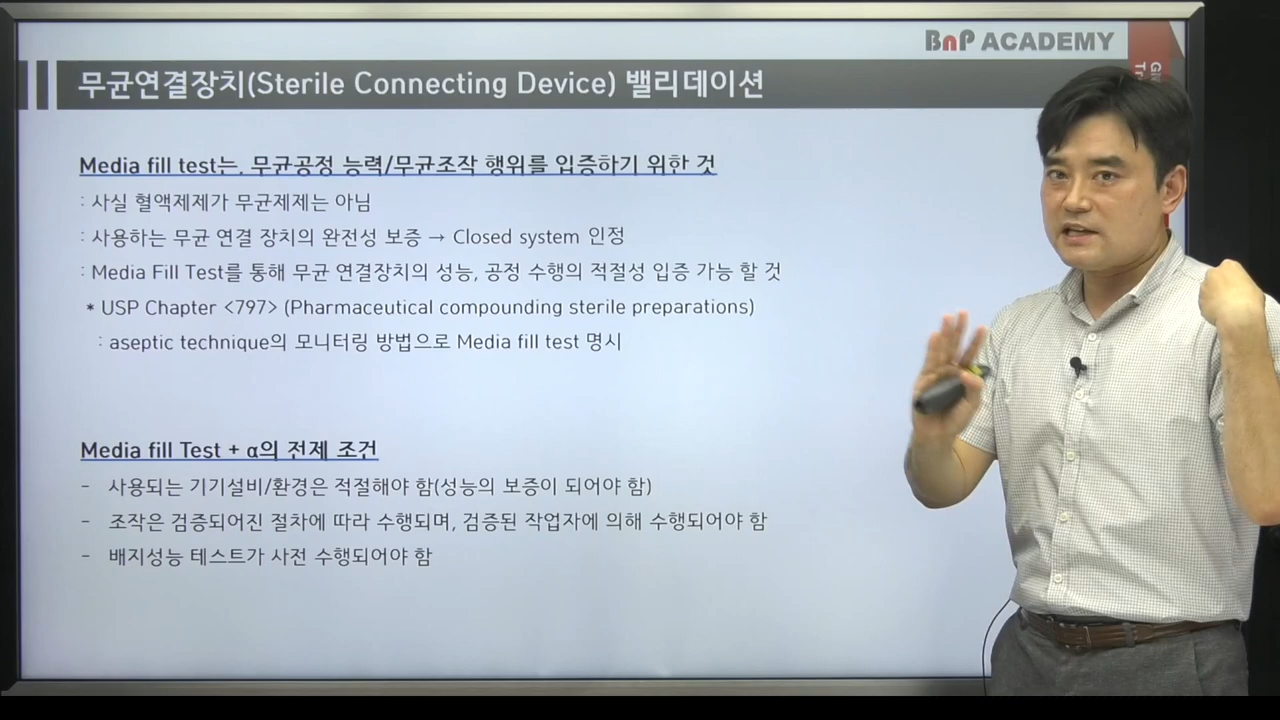 BnP ACADEMY
무균연결장치(Sterile Connecting Device) 밸리데이션
Media fill test는, 무균공정 능력/무균조작 행위를 입증하기 위한 것
: 사실 혈액제제가 무균제제는 아님
: 사용하는 무균 연결 장치의 완전성 보증 → Closed system 인정
: Media Fill Test를 통해 무균 연결장치의 성능, 공정 수행의 적절성 입증 가능 할 것
* USP Chapter <797> (Pharmaceutical compounding sterile preparations)
: aseptic technique의 모니터링 방법으로 Media fill test 명시
Media fill Test + α의 전제 조건
- 사용되는 기기설비/환경은 적절해야 함(성능의 보증이 되어야 함)
- 조작은 검증되어진 절차에 따라 수행되며, 검증된 작업자에 의해 수행되어야 함
- 배지성능 테스트가 사전 수행되어야 함